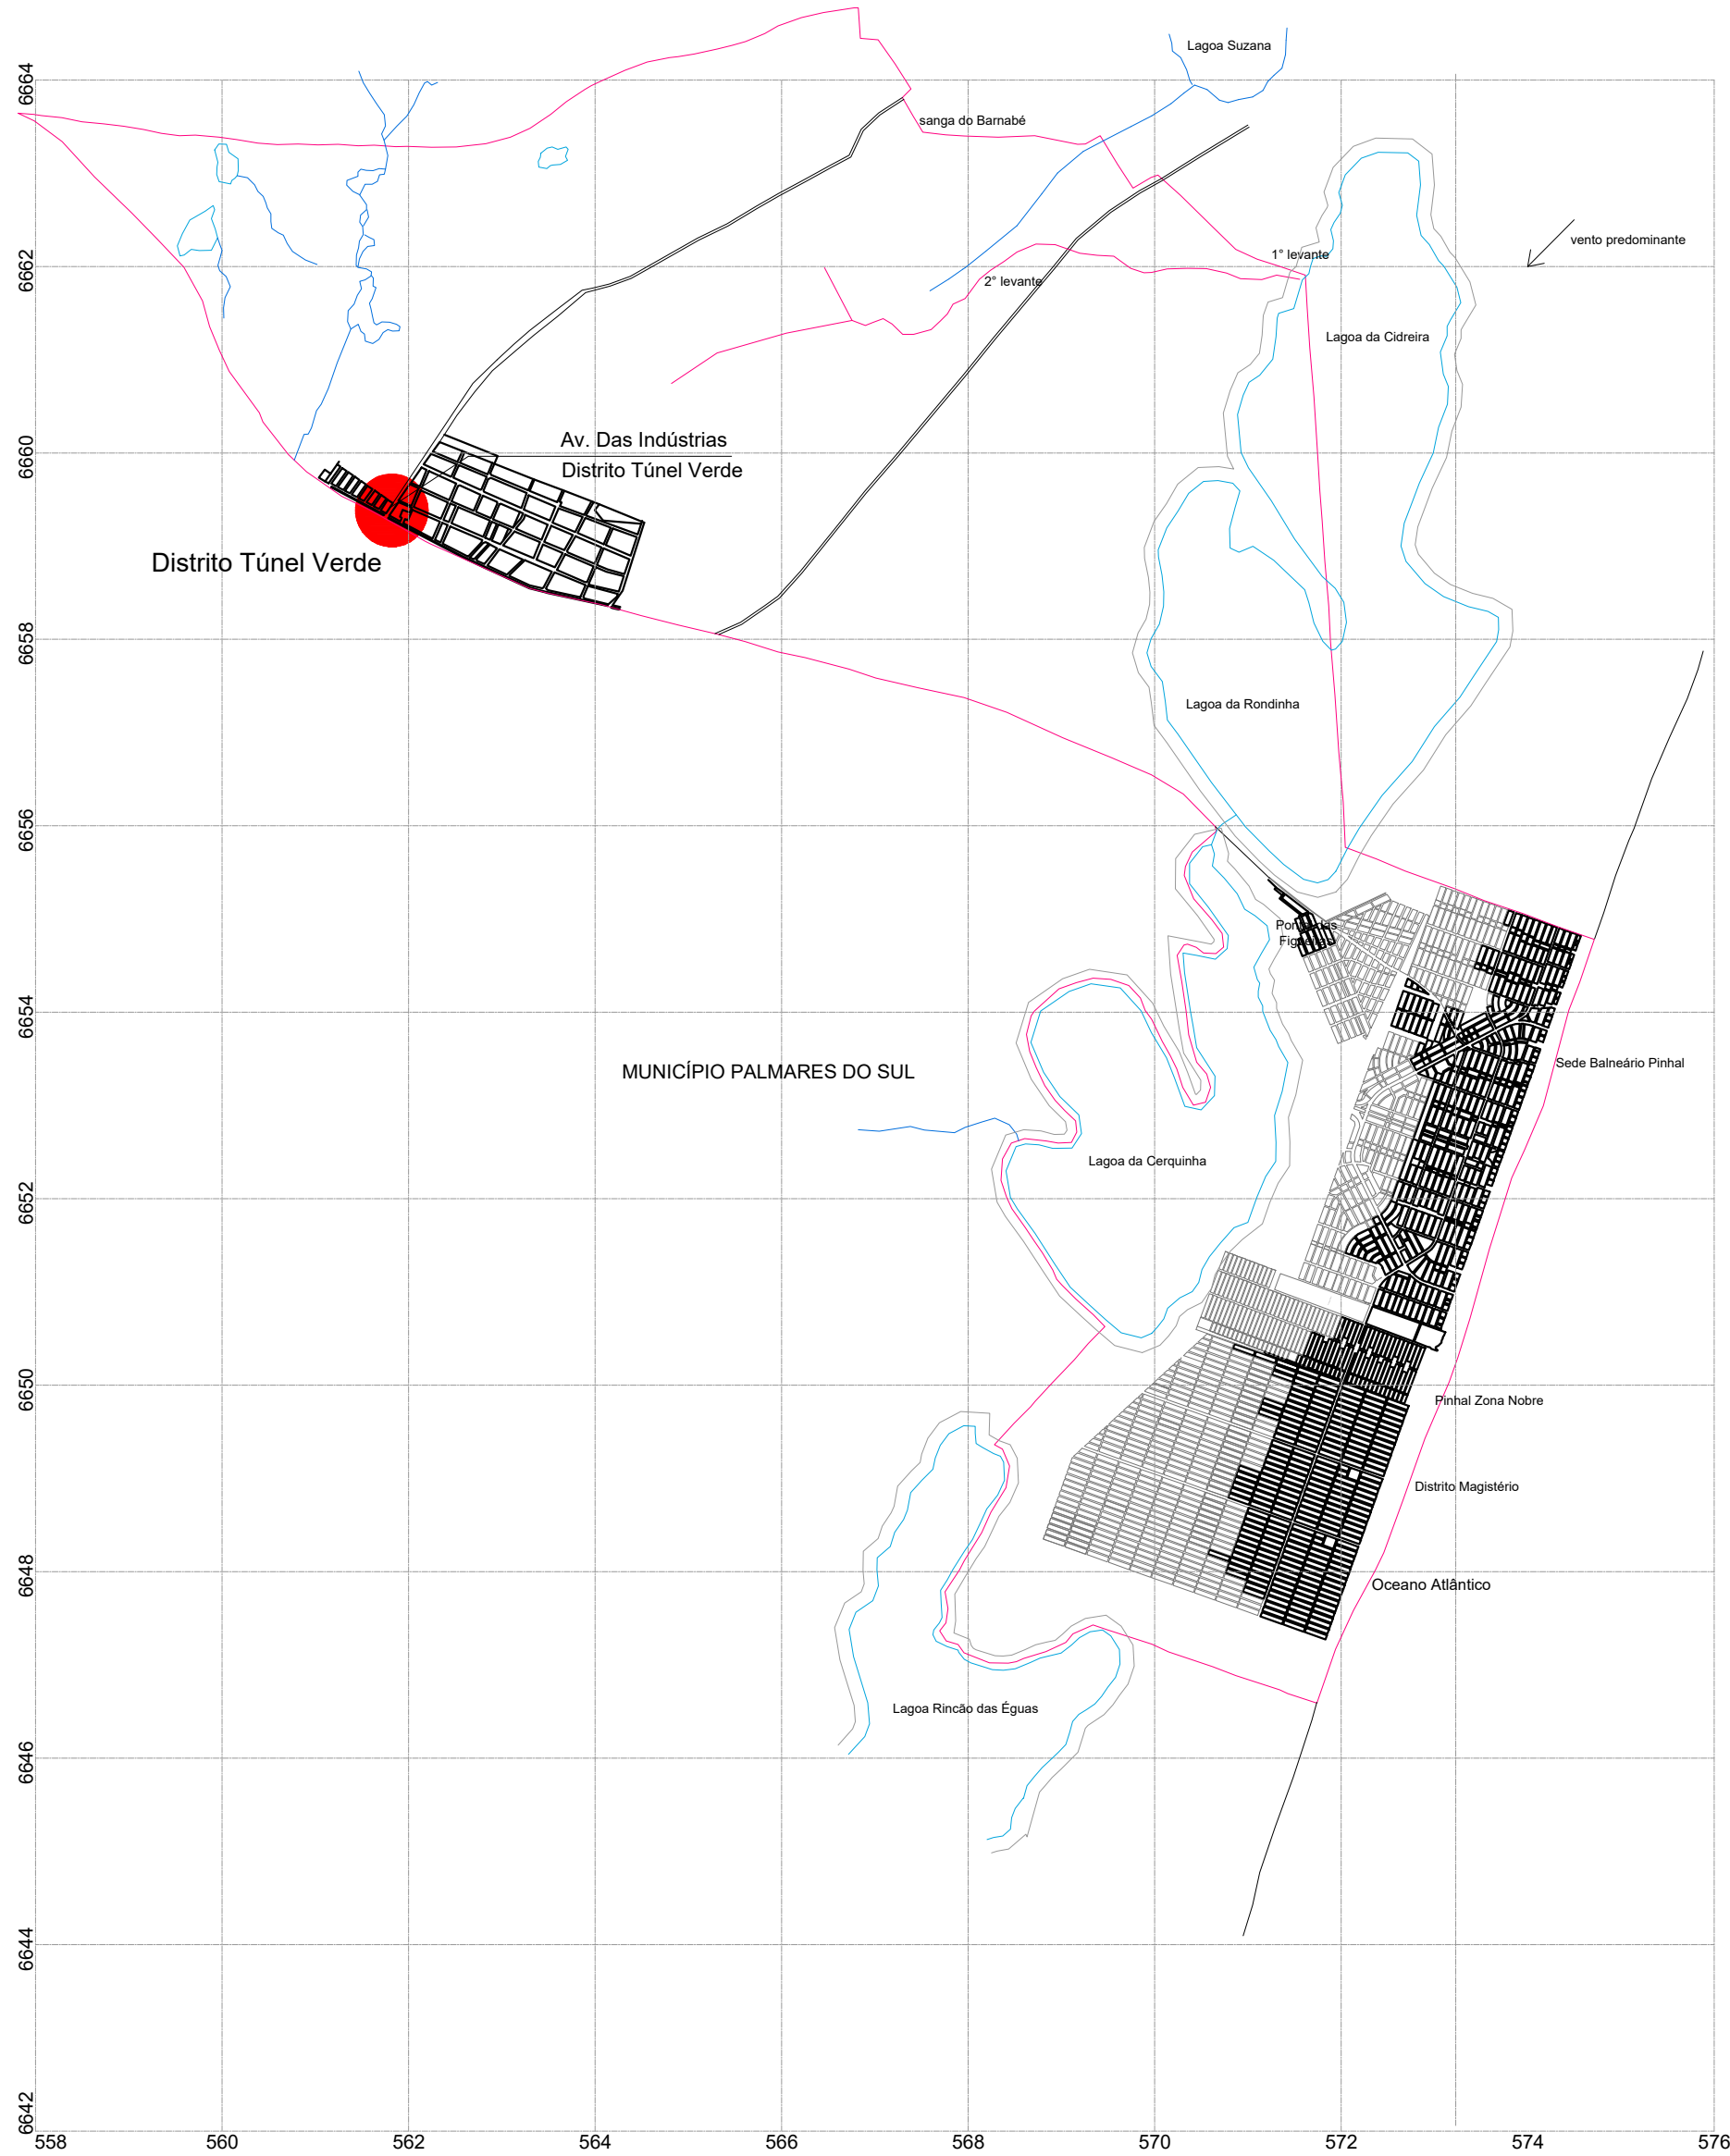 Lagoa Suzana
6664
sanga do Barnabé
vento predominante
1° levante
6662
2° levante
Lagoa da Cidreira
Av. Das Indústrias
6660
Distrito Túnel Verde
Distrito Túnel Verde
6658
Lagoa da Rondinha
6656
Pontal das
Figueiras
6654
Sede Balneário Pinhal
MUNICÍPIO PALMARES DO SUL
Lagoa da Cerquinha
6652
6650
Pinhal Zona Nobre
Distrito Magistério
6648
Oceano Atlântico
Lagoa Rincão das Éguas
6646
6644
6642
558 560 562 564 566 568 570 572 574 576